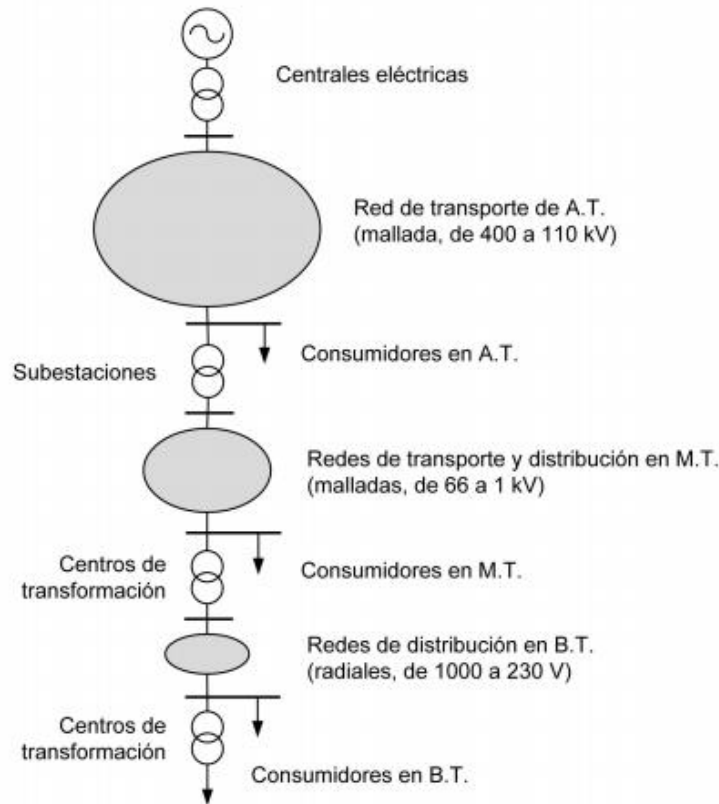 Centrales eléctricas
Red de transporte de A.T.
(mallada, de 400 a 110 kV)
Consumidores en A.T.
Subestaciones
Redes de transporte y distribución en M.T.
(malladas, de 66 a 1 kV)
Centros de
transformación
Consumidores en M.T.
Redes de distribución en B.T.
(radiales, de 1000 a 230 V)
Centros de
transformación
Consumidores en B.T.